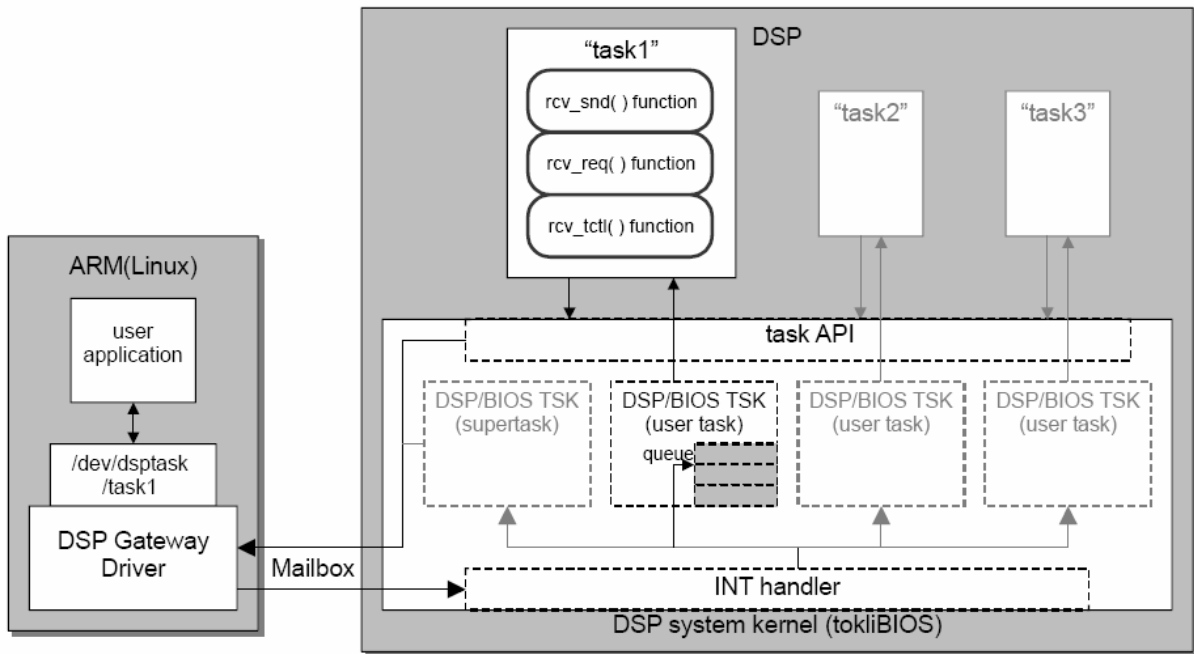 DSP
“task1”
rcv_snd( ) function
rcv_req( ) function
rcv_tctl( ) function
“task2”
“task3”
ARM(Linux)
user
application
/dev/dsptask
/task1
DSP Gateway
Driver
Mailbox
task API
DSP/BIOS TSK
(supertask)
DSP/BIOS TSK
(user task)
queue
DSP/BIOS TSK
(user task)
DSP/BIOS TSK
(user task)
INT handler
DSP system kernel (tokliBIOS)